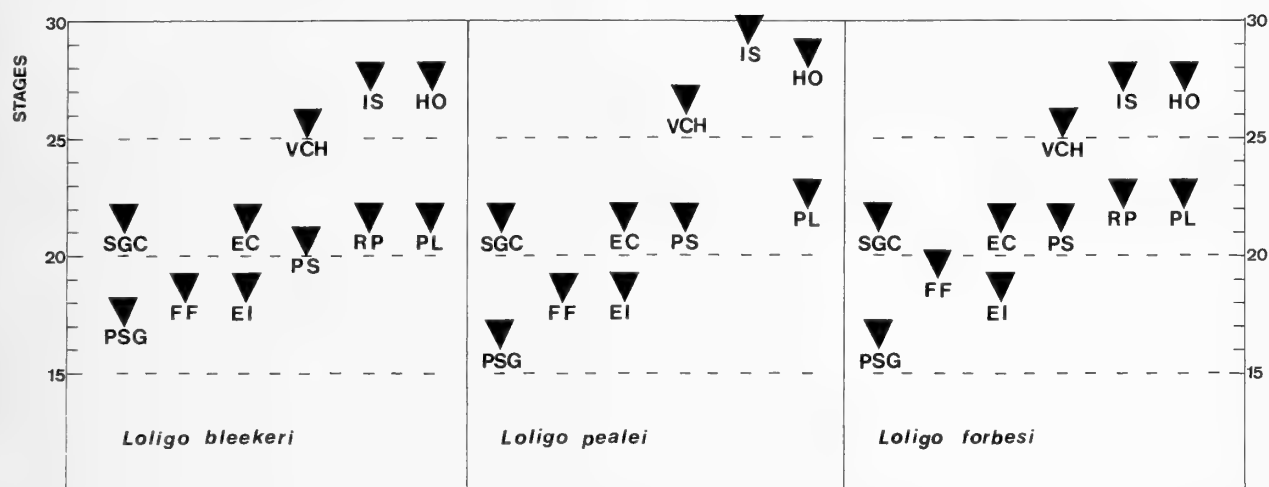 STAGES
30
25
20
15
IS
HO
VCH
SGC
EC
PS
RP
PL
FF
EI
PSG
Loligo bleekeri
IS
HO
VCH
PL
SGC
EC
PS
FF
EI
PSG
Loligo pealei
IS
HO
VCH
RP
PL
SGC
EC
PS
FF
EI
PSG
Loligo forbesi
30
25
20
15